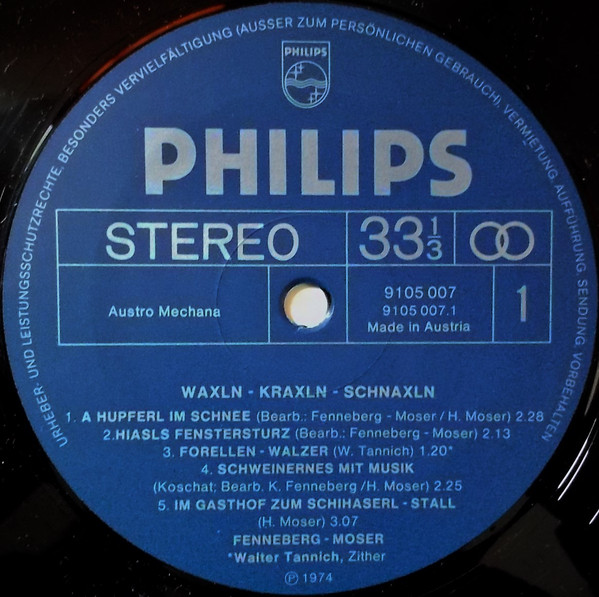 URHEBER- UND LEISTUNGSSCHUTZRECHTE, BESONDERS VERVIELFÄLTIGUNG (AUSSER ZUM PERSÖNLICHEN GEBRAUCH), VERMIETUNG, AUFFÜHRUNG, SENDUNG, VORBEHALTEN
PHILIPS
PHILIPS
STEREO 33 1/3
Austro Mechana
9105 007
9105 007.1
Made in Austria
1
WAXLN - KRAXLN - SCHNAXLN
1. A HUPFERL IM SCHNEE (Bearb.: Fenneberg - Moser / H. Moser) 2.28
2.HIASLS FENSTERSTURZ (Bearb.: Fenneberg - Moser) 2.13
3. FORELLEN - WALZER (W. Tannich) 1.20*
4. SCHWEINERNES MIT MUSIK
(Koschat; Bearb. K. Fenneberg / H. Moser) 2.25
5. IM GASTHOF ZUM SCHIHASERL - STALL
(H. Moser) 3.07
FENNEBERG - MOSER
*Walter Tannich, Zither
Ⓟ 1974